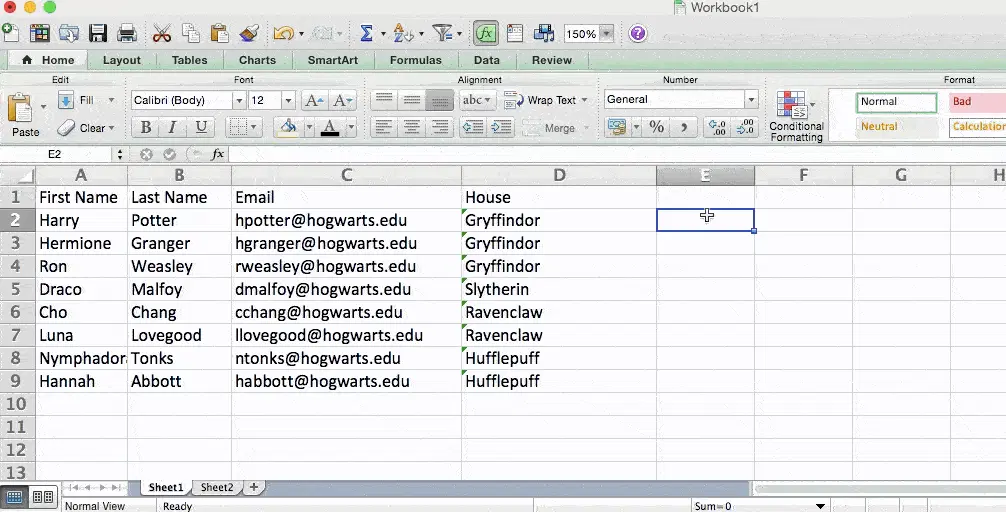 Workbook1
150%
Home Layout Tables Charts SmartArt Formulas Data Review
Edit Font Alignment Number Format
Paste Fill Calibri (Body) 12 A A abc Wrap Text General Conditional Formatting Normal Bad
Clear B I U A Merge % Neutral Calculation
E2 fx
A B C D E F G H
1 First Name Last Name Email House
2 Harry Potter hpotter@hogwarts.edu Gryffindor
3 Hermione Granger hgranger@hogwarts.edu Gryffindor
4 Ron Weasley rweasley@hogwarts.edu Gryffindor
5 Draco Malfoy dmalfoy@hogwarts.edu Slytherin
6 Cho Chang cchang@hogwarts.edu Ravenclaw
7 Luna Lovegood llovegood@hogwarts.edu Ravenclaw
8 Nymphador Tonks ntonks@hogwarts.edu Hufflepuff
9 Hannah Abbott habbott@hogwarts.edu Hufflepuff
10
11
12
13
Sheet1 Sheet2 +
Normal View Ready Sum=0